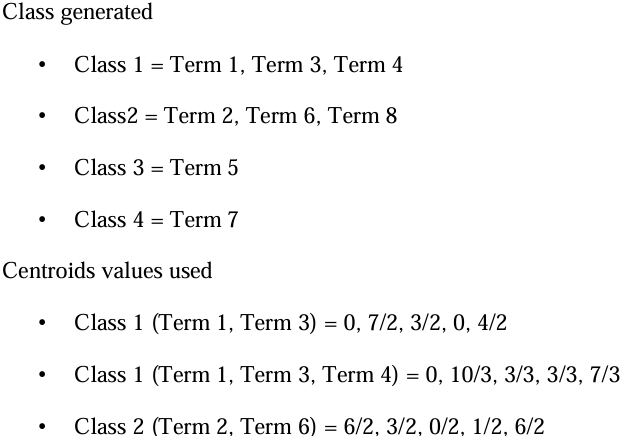 Class generated
• Class 1 = Term 1, Term 3, Term 4
• Class2 = Term 2, Term 6, Term 8
• Class 3 = Term 5
• Class 4 = Term 7
Centroids values used
• Class 1 (Term 1, Term 3) = 0, 7/2, 3/2, 0, 4/2
• Class 1 (Term 1, Term 3, Term 4) = 0, 10/3, 3/3, 3/3, 7/3
• Class 2 (Term 2, Term 6) = 6/2, 3/2, 0/2, 1/2, 6/2